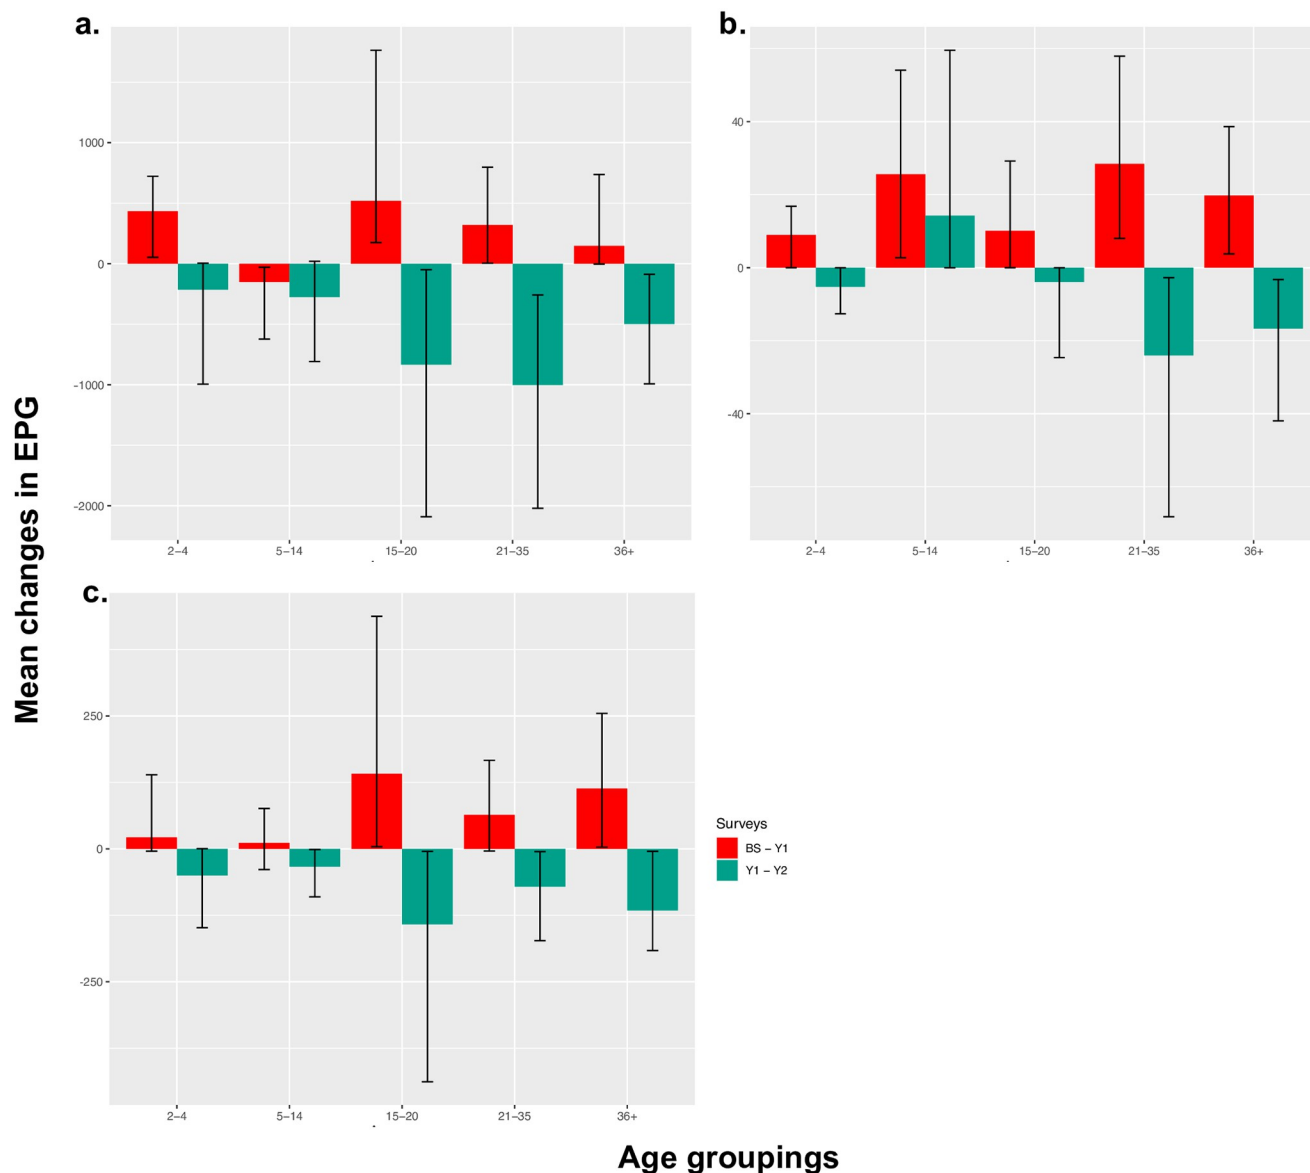 a.
1000
0
-1000
-2000
2–4 5–14 15–20 21–35 36+
b.
40
0
-40
2–4 5–14 15–20 21–35 36+
Mean changes in EPG
c.
250
0
-250
2–4 5–14 15–20 21–35 36+
Surveys
BS – Y1
Y1 – Y2
Age groupings